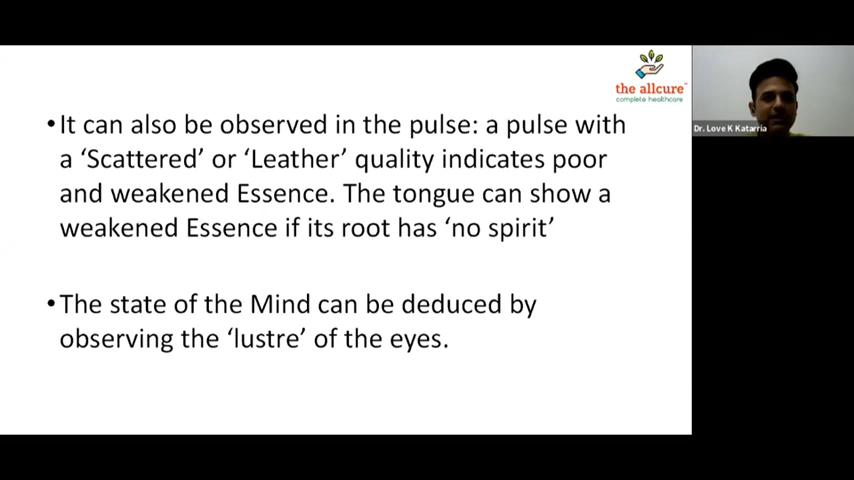 the allcure™
complete healthcare
•It can also be observed in the pulse: a pulse with
a ‘Scattered’ or ‘Leather’ quality indicates poor
and weakened Essence. The tongue can show a
weakened Essence if its root has ‘no spirit’
•The state of the Mind can be deduced by
observing the ‘lustre’ of the eyes.
Dr. Love K Katarria